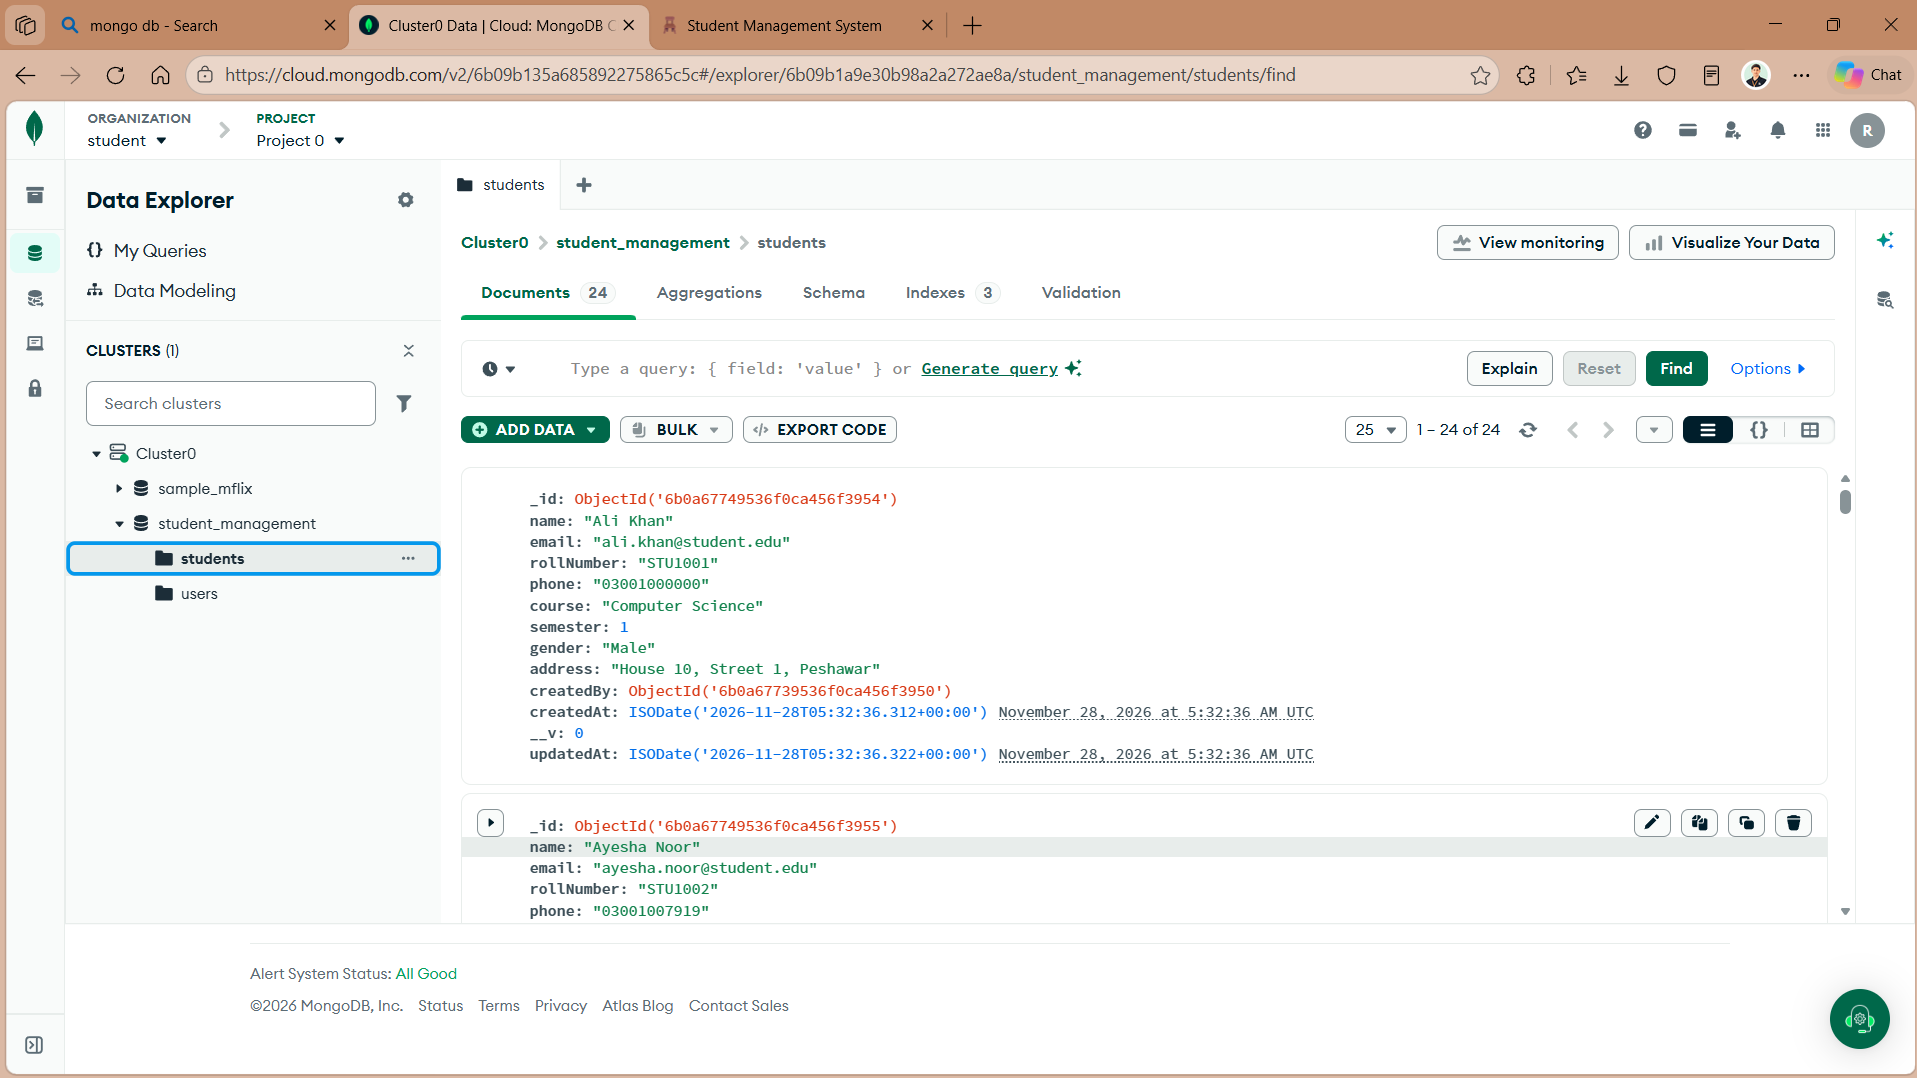 mongo db - Search
Cluster0 Data | Cloud: MongoDB C
Student Management System
https://cloud.mongodb.com/v2/6b09b135a685892275865c5c#/explorer/6b09b1a9e30b98a2a272ae8a/student_management/students/find
Chat
ORGANIZATION
student
PROJECT
Project 0
R
Data Explorer
My Queries
Data Modeling
CLUSTERS (1)
Search clusters
Cluster0
sample_mflix
student_management
students
users
students
Cluster0 > student_management > students
View monitoring
Visualize Your Data
Documents 24
Aggregations
Schema
Indexes 3
Validation
Type a query: { field: 'value' } or Generate query
Explain
Reset
Find
Options
ADD DATA
BULK
EXPORT CODE
25
1 – 24 of 24
_id: ObjectId('6b0a67749536f0ca456f3954')
name: "Ali Khan"
email: "ali.khan@student.edu"
rollNumber: "STU1001"
phone: "03001000000"
course: "Computer Science"
semester: 1
gender: "Male"
address: "House 10, Street 1, Peshawar"
createdBy: ObjectId('6b0a67739536f0ca456f3950')
createdAt: ISODate('2026-11-28T05:32:36.312+00:00') November 28, 2026 at 5:32:36 AM UTC
__v: 0
updatedAt: ISODate('2026-11-28T05:32:36.322+00:00') November 28, 2026 at 5:32:36 AM UTC
_id: ObjectId('6b0a67749536f0ca456f3955')
name: "Ayesha Noor"
email: "ayesha.noor@student.edu"
rollNumber: "STU1002"
phone: "03001007919"
Alert System Status: All Good
©2026 MongoDB, Inc. Status Terms Privacy Atlas Blog Contact Sales